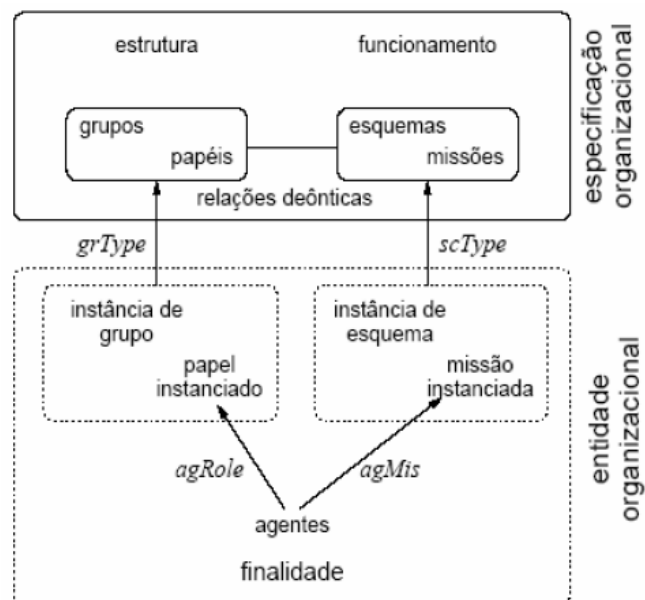 estrutura
funcionamento
grupos
papéis
esquemas
missões
relações deônticas
especificação
organizacional
grType
scType
instância de
grupo
papel
instanciado
instância de
esquema
missão
instanciada
entidade
organizacional
agRole
agMis
agentes
finalidade